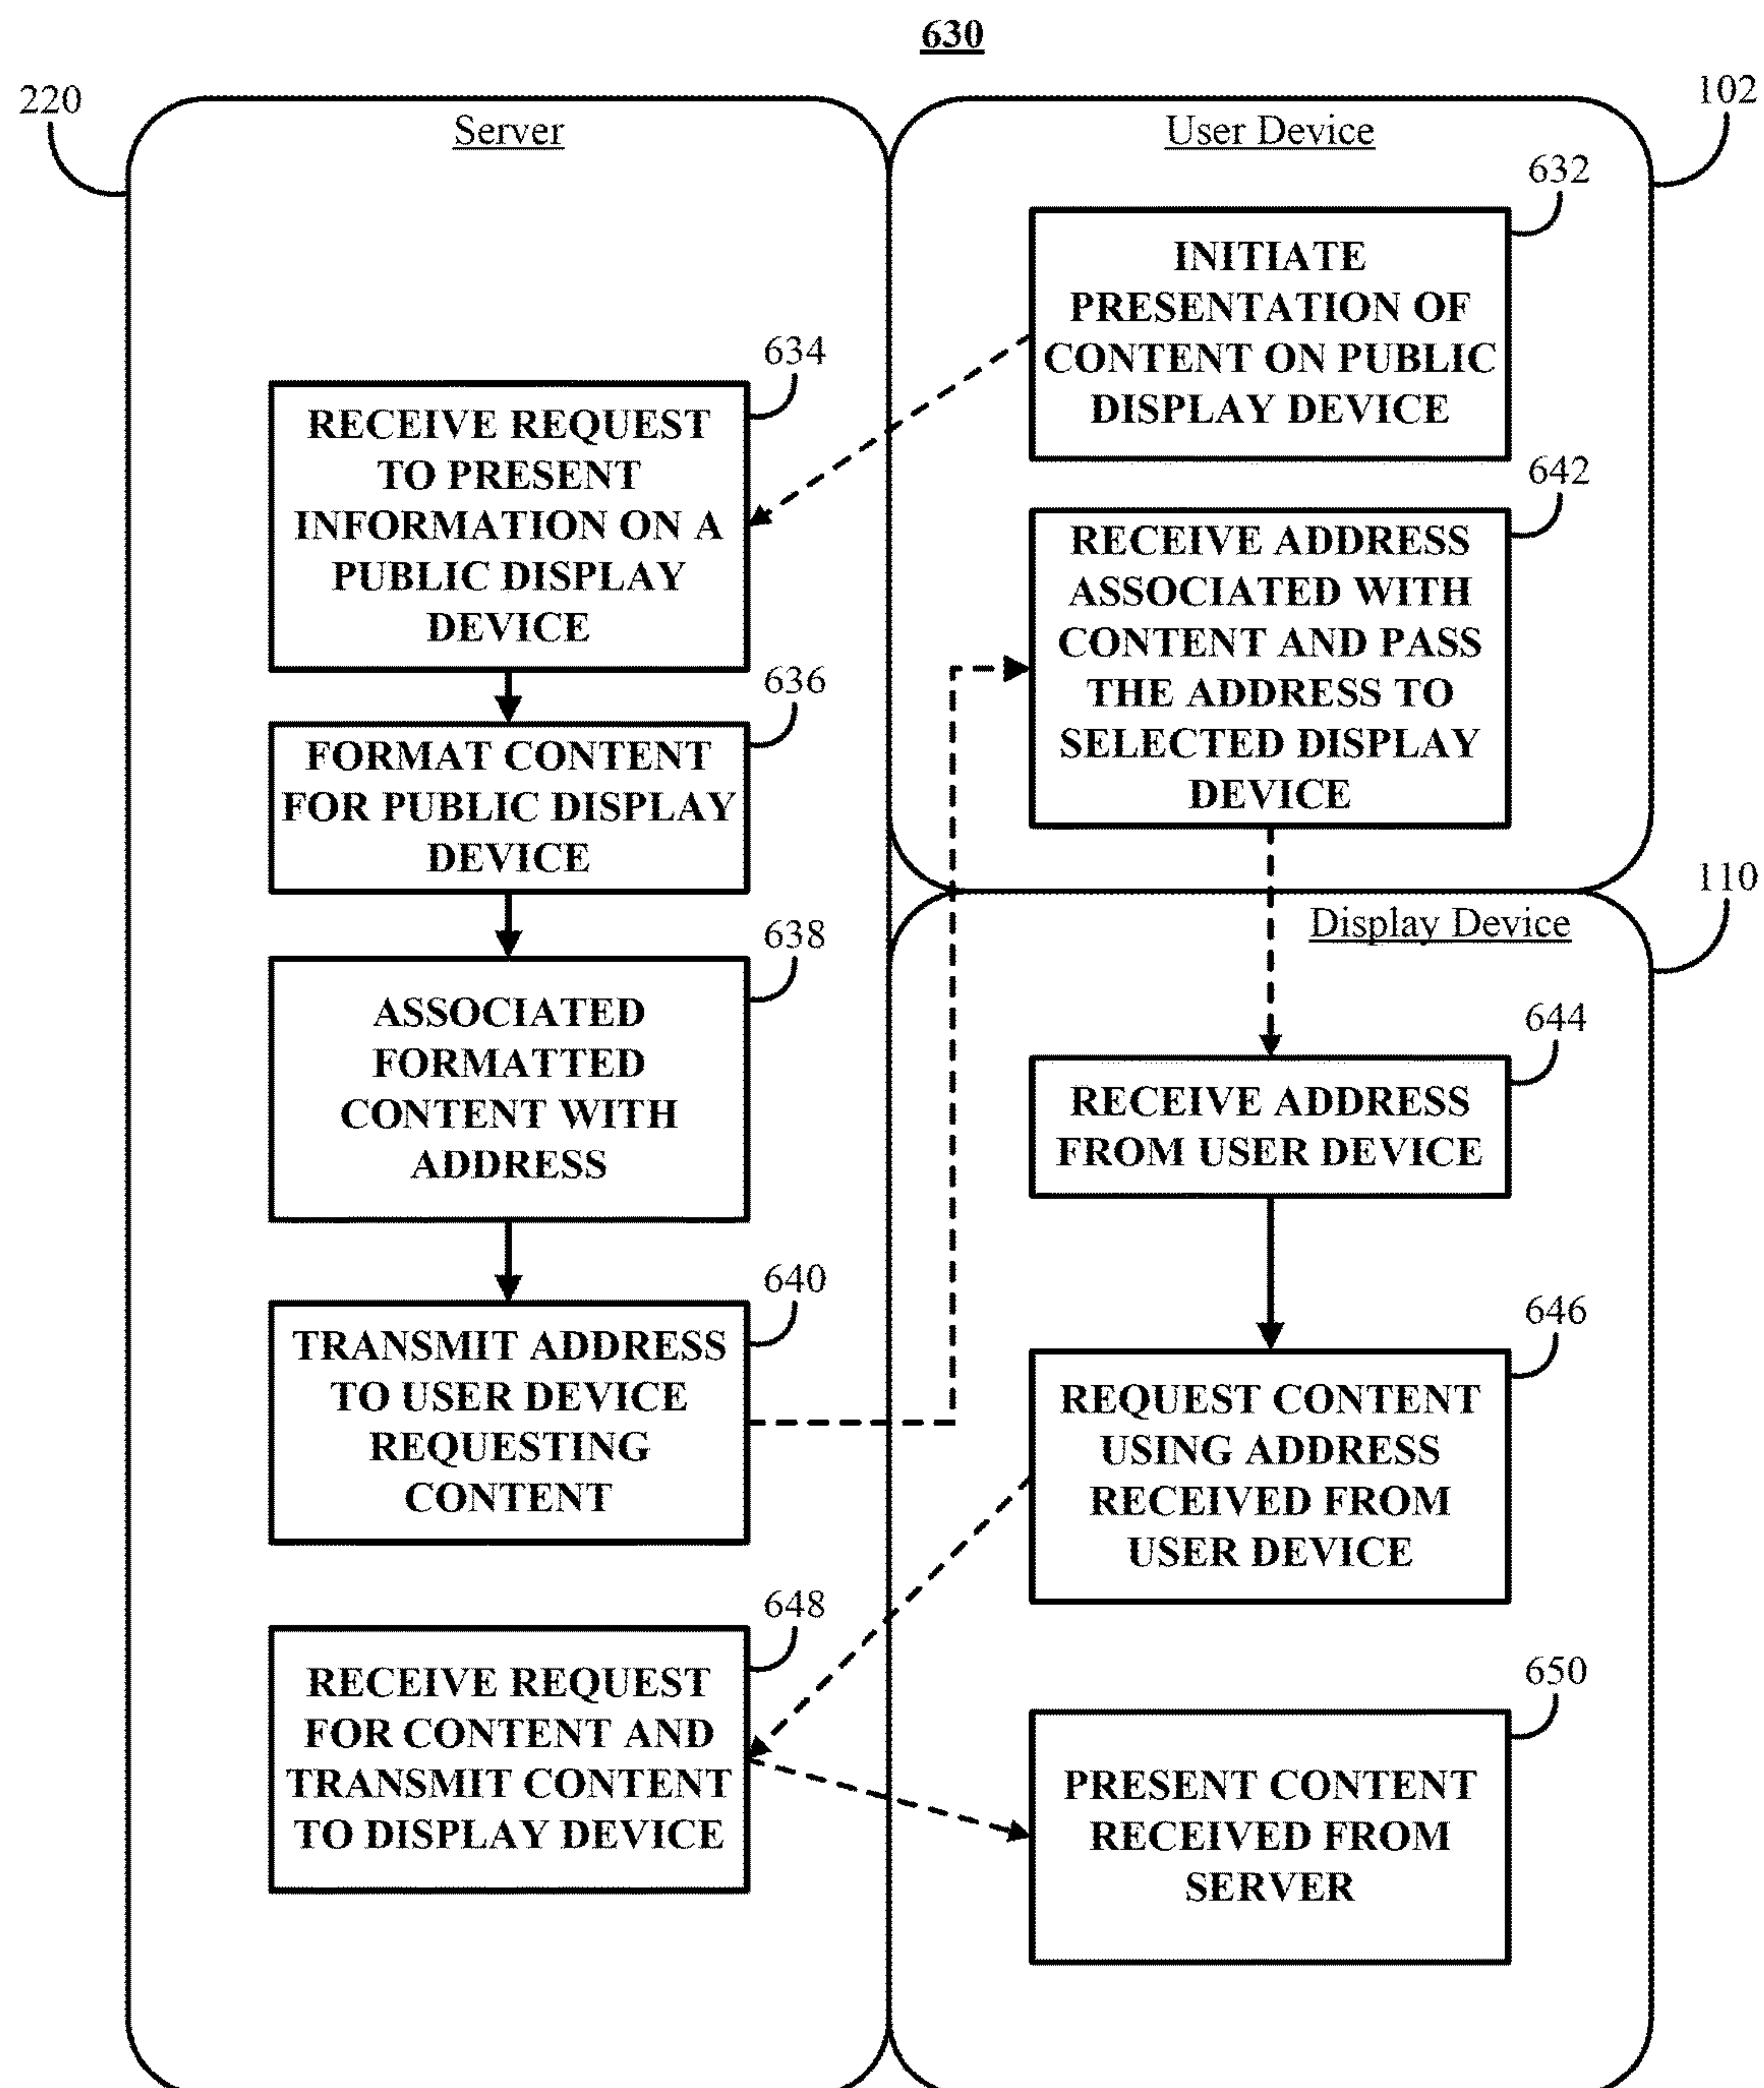 630
220
Server
User Device
102
632
INITIATE
PRESENTATION OF
CONTENT ON PUBLIC
DISPLAY DEVICE
634
RECEIVE REQUEST
TO PRESENT
INFORMATION ON A
PUBLIC DISPLAY
DEVICE
636
FORMAT CONTENT
FOR PUBLIC DISPLAY
DEVICE
638
ASSOCIATED
FORMATTED
CONTENT WITH
ADDRESS
640
TRANSMIT ADDRESS
TO USER DEVICE
REQUESTING
CONTENT
642
RECEIVE ADDRESS
ASSOCIATED WITH
CONTENT AND PASS
THE ADDRESS TO
SELECTED DISPLAY
DEVICE
110
Display Device
644
RECEIVE ADDRESS
FROM USER DEVICE
646
REQUEST CONTENT
USING ADDRESS
RECEIVED FROM
USER DEVICE
648
RECEIVE REQUEST
FOR CONTENT AND
TRANSMIT CONTENT
TO DISPLAY DEVICE
650
PRESENT CONTENT
RECEIVED FROM
SERVER